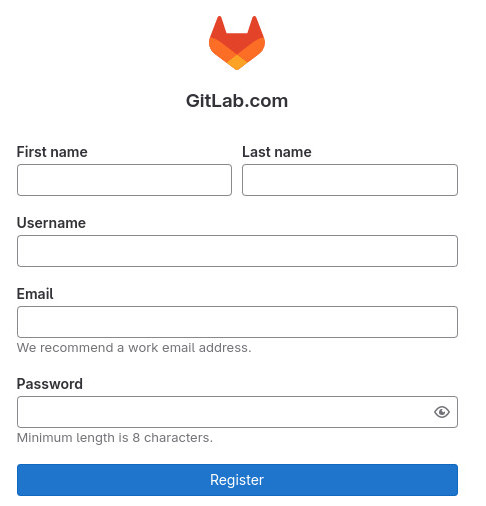 GitLab.com
First name
Last name
Username
Email
We recommend a work email address.
Password
Minimum length is 8 characters.
Register